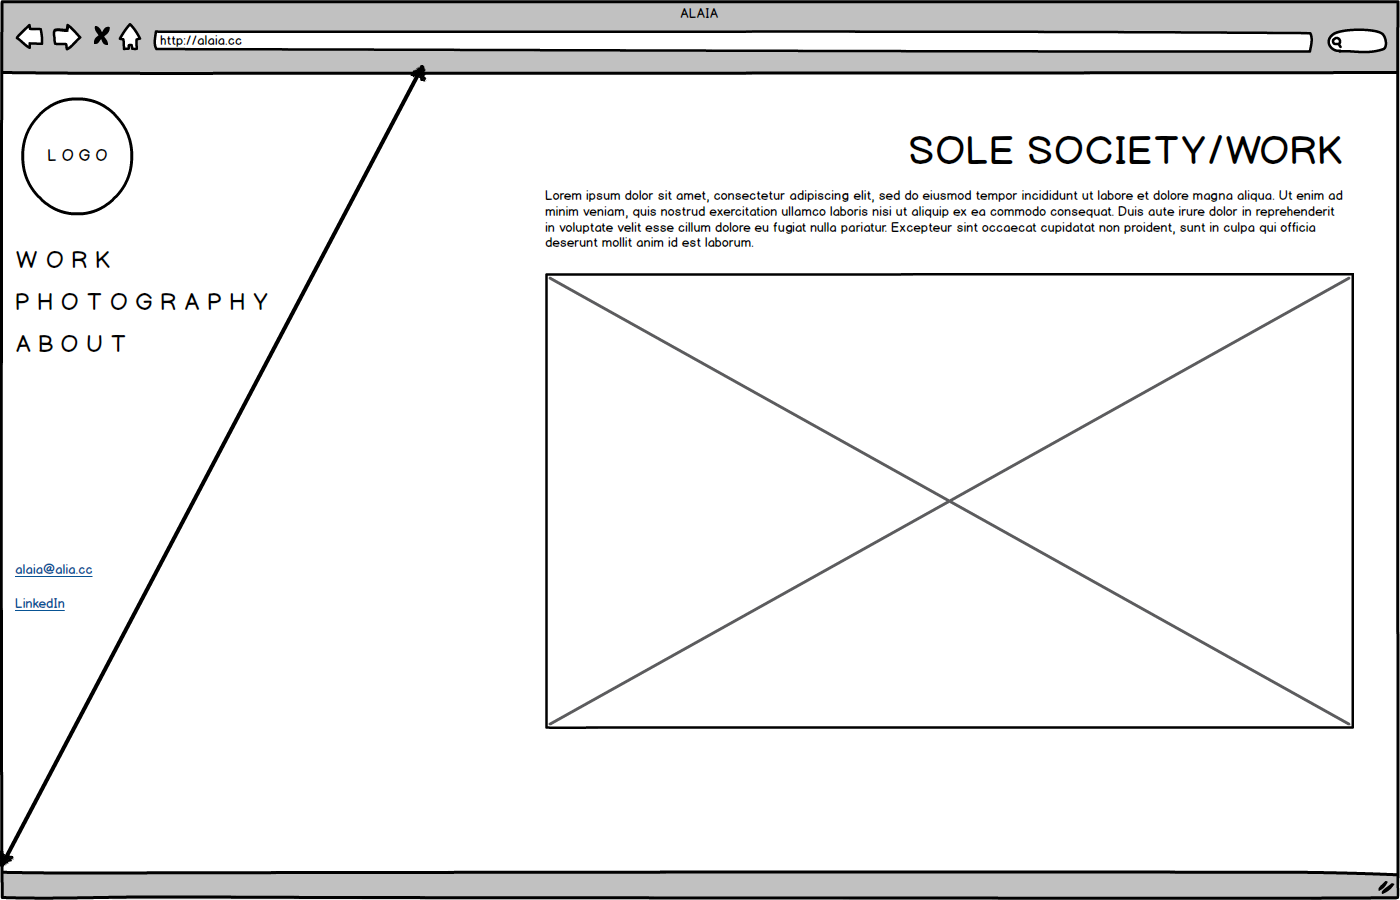 ALAIA
http://alaia.cc
LOGO
WORK
PHOTOGRAPHY
ABOUT
alaia@alia.cc
LinkedIn
SOLE SOCIETY/WORK
Lorem ipsum dolor sit amet, consectetur adipiscing elit, sed do eiusmod tempor incididunt ut labore et dolore magna aliqua. Ut enim ad
minim veniam, quis nostrud exercitation ullamco laboris nisi ut aliquip ex ea commodo consequat. Duis aute irure dolor in reprehenderit
in voluptate velit esse cillum dolore eu fugiat nulla pariatur. Excepteur sint occaecat cupidatat non proident, sunt in culpa qui officia
deserunt mollit anim id est laborum.